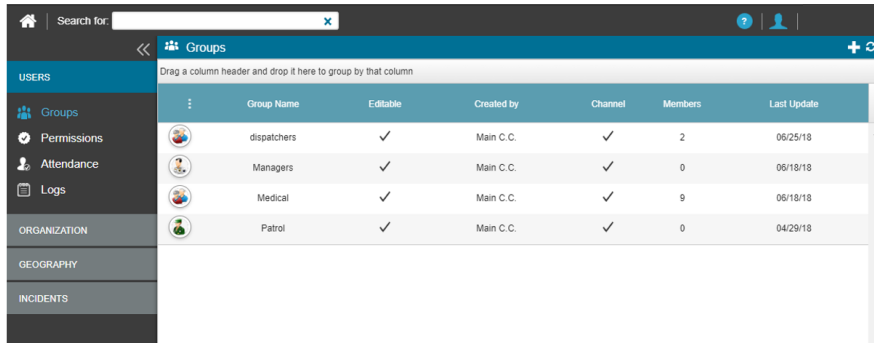 Search for:
Groups
USERS
Drag a column header and drop it here to group by that column
Groups
Permissions
Attendance
Logs
ORGANIZATION
GEOGRAPHY
INCIDENTS
Group Name Editable Created by Channel Members Last Update
dispatchers Main C.C. 2 06/25/18
Managers Main C.C. 0 06/18/18
Medical Main C.C. 9 06/18/18
Patrol Main C.C. 0 04/29/18